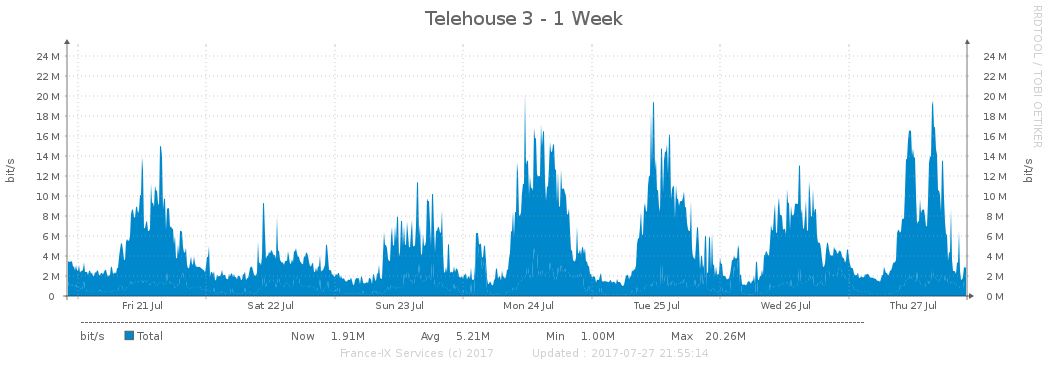 Telehouse 3 - 1 Week
RRDTOOL / TOBI OETIKER
bit/s
24 M 24 M
22 M 22 M
20 M 20 M
18 M 18 M
16 M 16 M
14 M 14 M
12 M 12 M
10 M 10 M
8 M 8 M
6 M 6 M
4 M 4 M
2 M 2 M
0 0 M
bit/s
Fri 21 Jul Sat 22 Jul Sun 23 Jul Mon 24 Jul Tue 25 Jul Wed 26 Jul Thu 27 Jul
bit/s Total Now 1.91M Avg 5.21M Min 1.00M Max 20.26M
France-IX Services (c) 2017 Updated : 2017-07-27 21:55:14